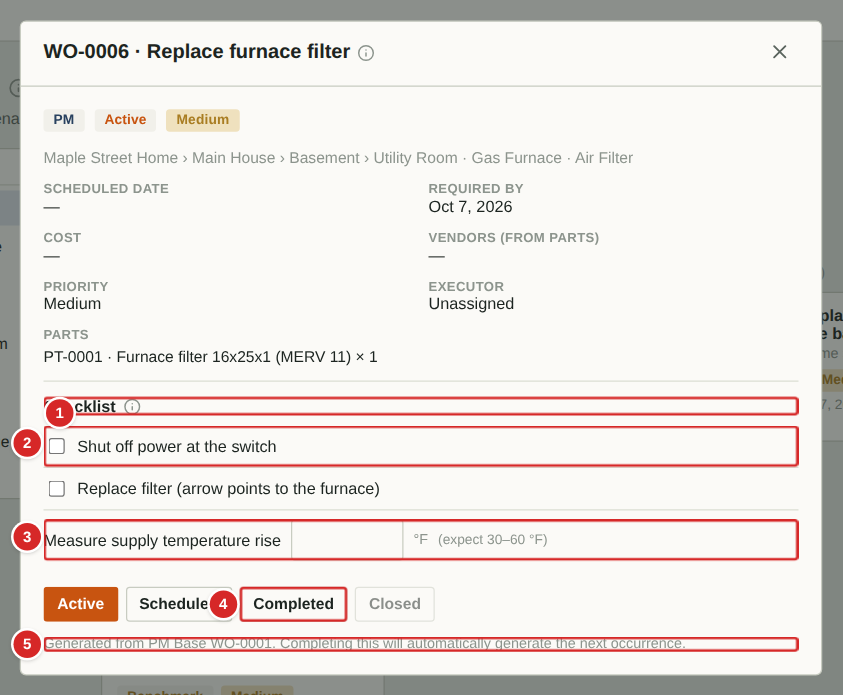 WO-0006 · Replace furnace filter
PM Active Medium
Maple Street Home › Main House › Basement › Utility Room · Gas Furnace · Air Filter
SCHEDULED DATE REQUIRED BY
— Oct 7, 2026
COST VENDORS (FROM PARTS)
— —
PRIORITY EXECUTOR
Medium Unassigned
PARTS
PT-0001 · Furnace filter 16x25x1 (MERV 11) × 1
1 cklist
2 Shut off power at the switch
Replace filter (arrow points to the furnace)
3 Measure supply temperature rise °F (expect 30–60 °F)
Active Schedule 4 Completed Closed
5 Generated from PM Base WO-0001. Completing this will automatically generate the next occurrence.
Benchmark Medium